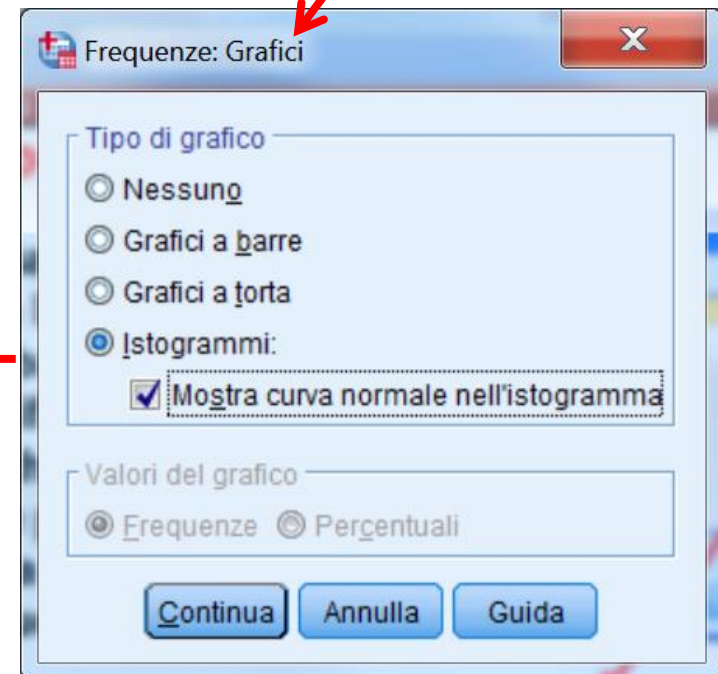 Frequenze: Grafici
Tipo di grafico
Nessuno
Grafici a barre
Grafici a torta
Istogrammi:
Mostra curva normale nell'istogramma
Valori del grafico
Frequenze Percentuali
Continua Annulla Guida